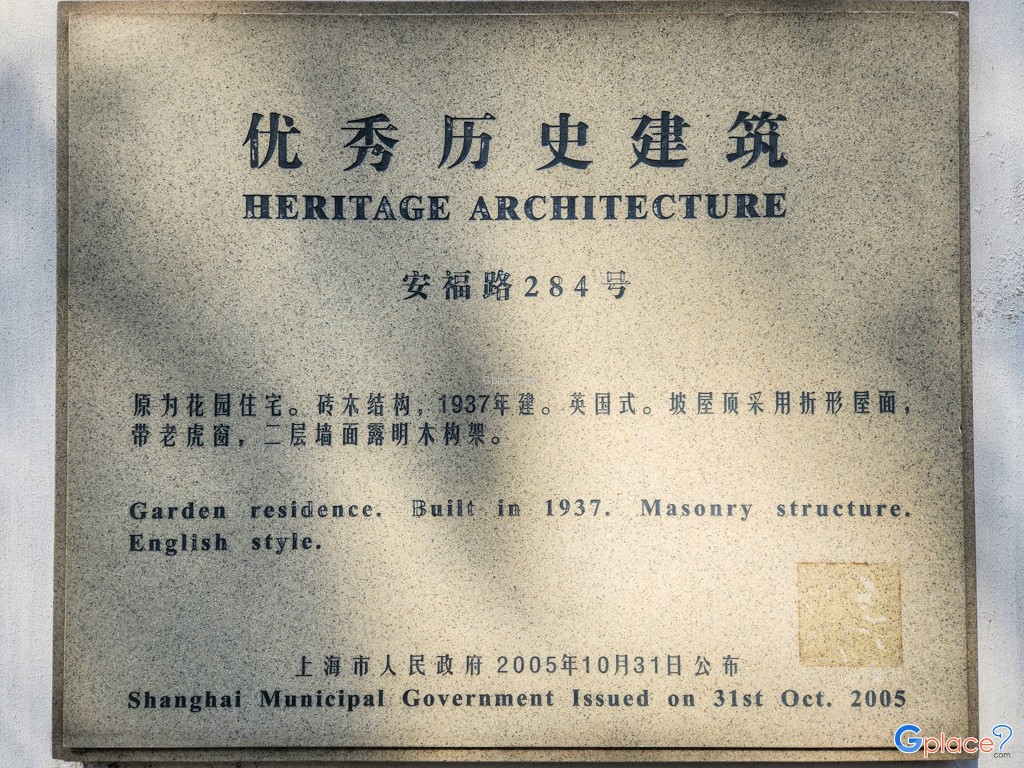 优秀历史建筑
HERITAGE ARCHITECTURE
安福路284号
原为花园住宅。砖木结构，1937年建。英国式。坡屋顶采用折形屋面，
带老虎窗，二层墙面露明木构架。
Garden residence. Built in 1937. Masonry structure.
English style.
上海市人民政府 2005年10月31日公布
Shanghai Municipal Government Issued on 31st Oct. 2005
Gplace
.com